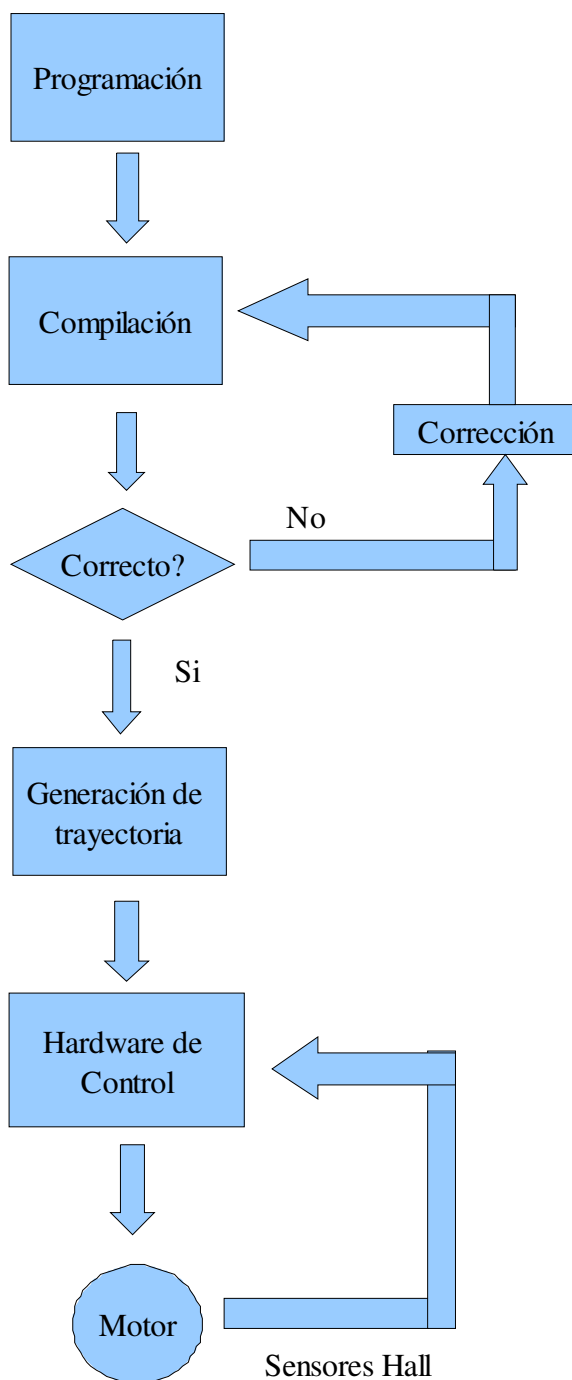 Programación
Compilación
Corrección
No
Correcto?
Si
Generación de
trayectoria
Hardware de
Control
Motor
Sensores Hall